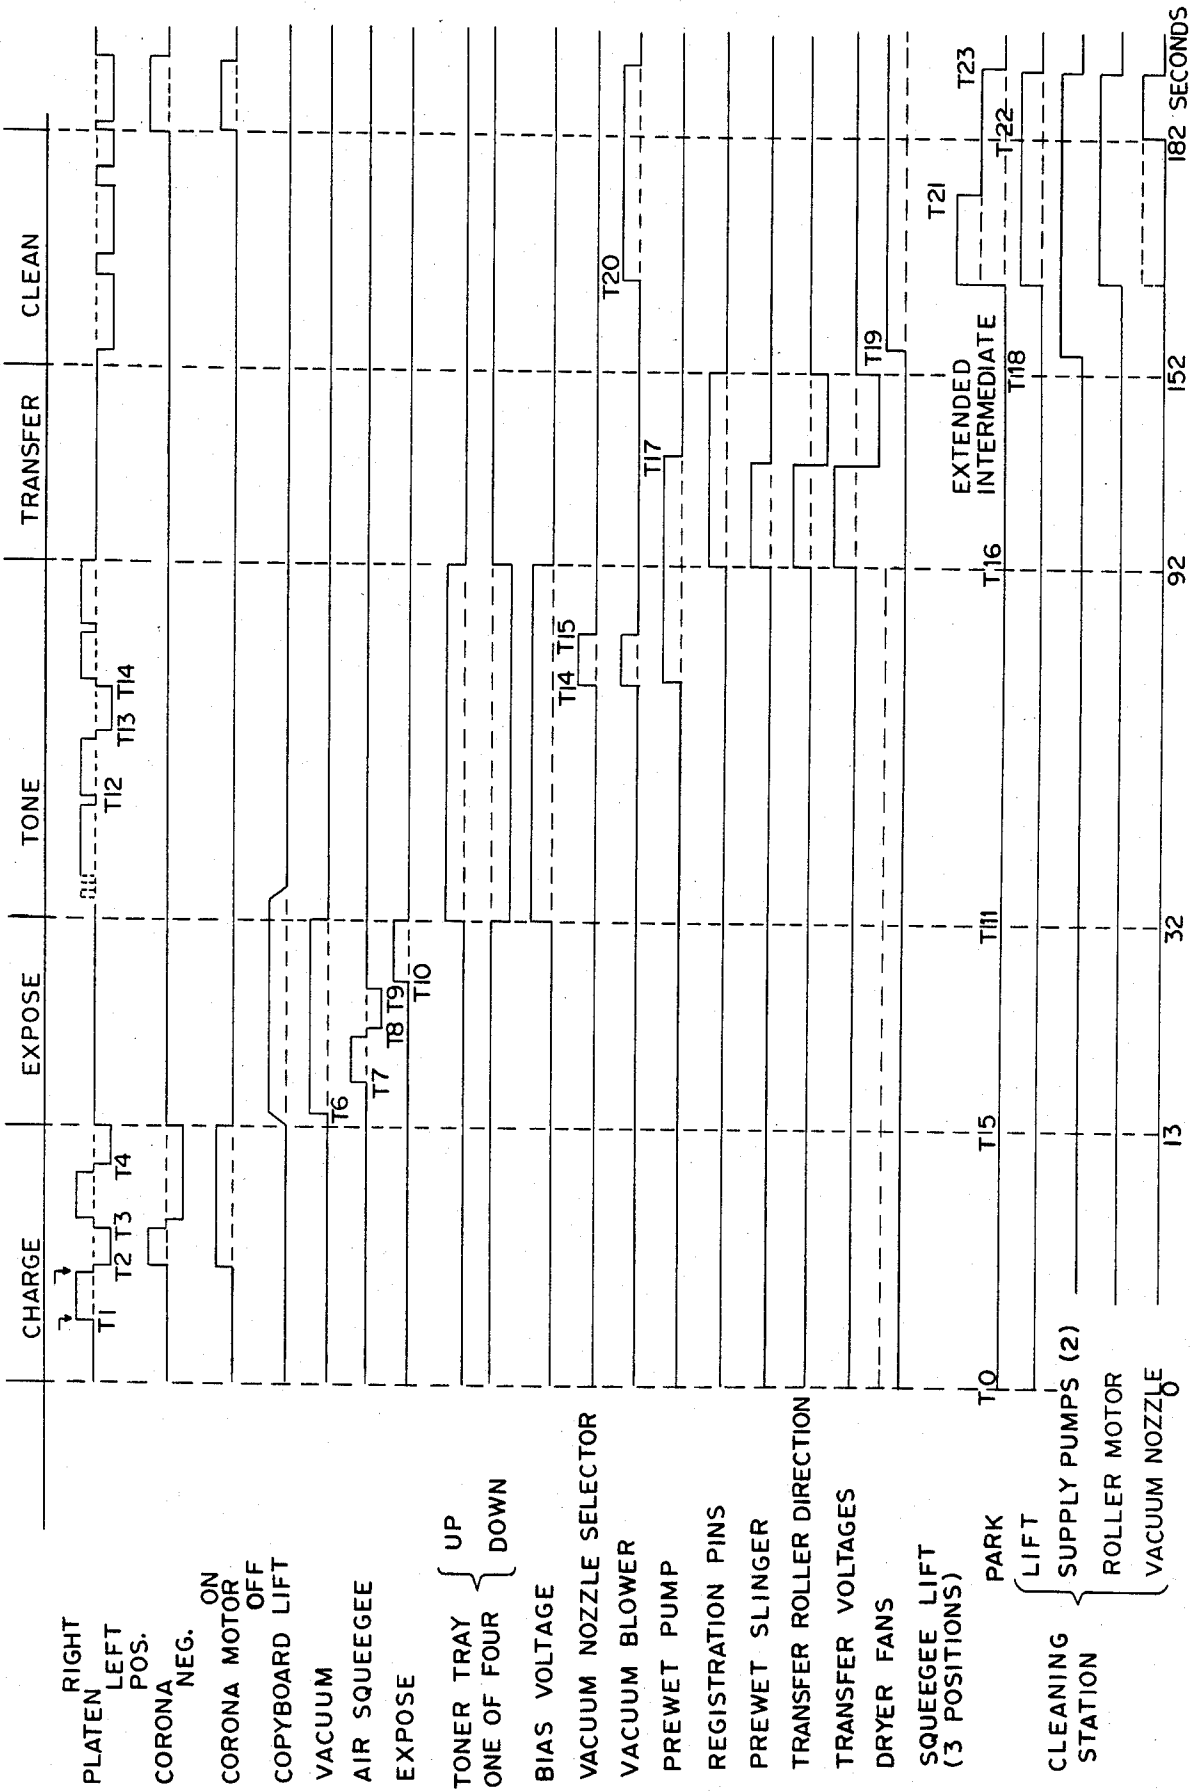 CHARGE
EXPOSE
TONE
TRANSFER
CLEAN
RIGHT
PLATEN
LEFT
POS.
CORONA
NEG.
ON
CORONA MOTOR
OFF
COPYBOARD LIFT
VACUUM
AIR SQUEEGEE
EXPOSE
TONER TRAY
ONE OF FOUR
UP
DOWN
BIAS VOLTAGE
VACUUM NOZZLE SELECTOR
VACUUM BLOWER
PREWET PUMP
REGISTRATION PINS
PREWET SLINGER
TRANSFER ROLLER DIRECTION
TRANSFER VOLTAGES
DRYER FANS
SQUEEGEE LIFT
(3 POSITIONS)
PARK
CLEANING
STATION
LIFT
SUPPLY PUMPS (2)
ROLLER MOTOR
VACUUM NOZZLE
T1
T2
T3
T4
T12
T13
T14
T6
T7
T8
T9
T10
T14
T15
T17
T20
T19
EXTENDED
INTERMEDIATE
T21
T23
T0
T15
T11
T16
T18
T22
0
13
32
92
152
182 SECONDS